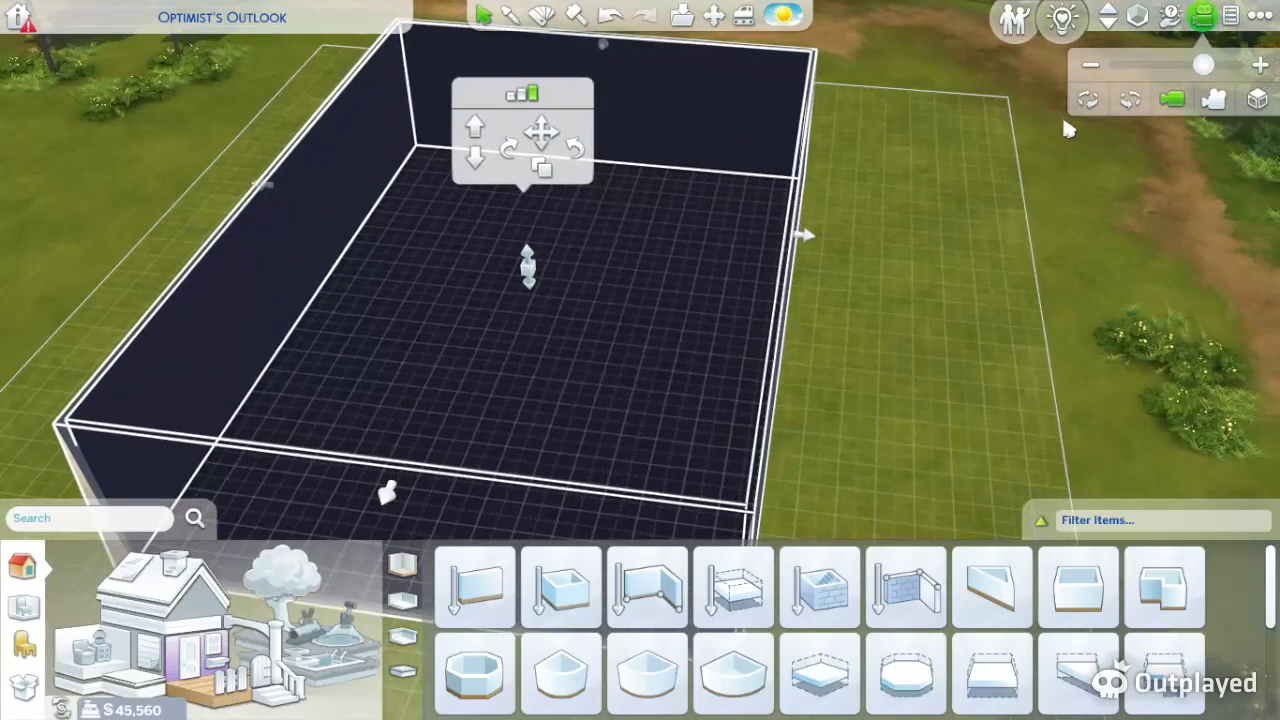 OPTIMIST'S OUTLOOK
Search
Filter Items...
§ 45,560
Outplayed